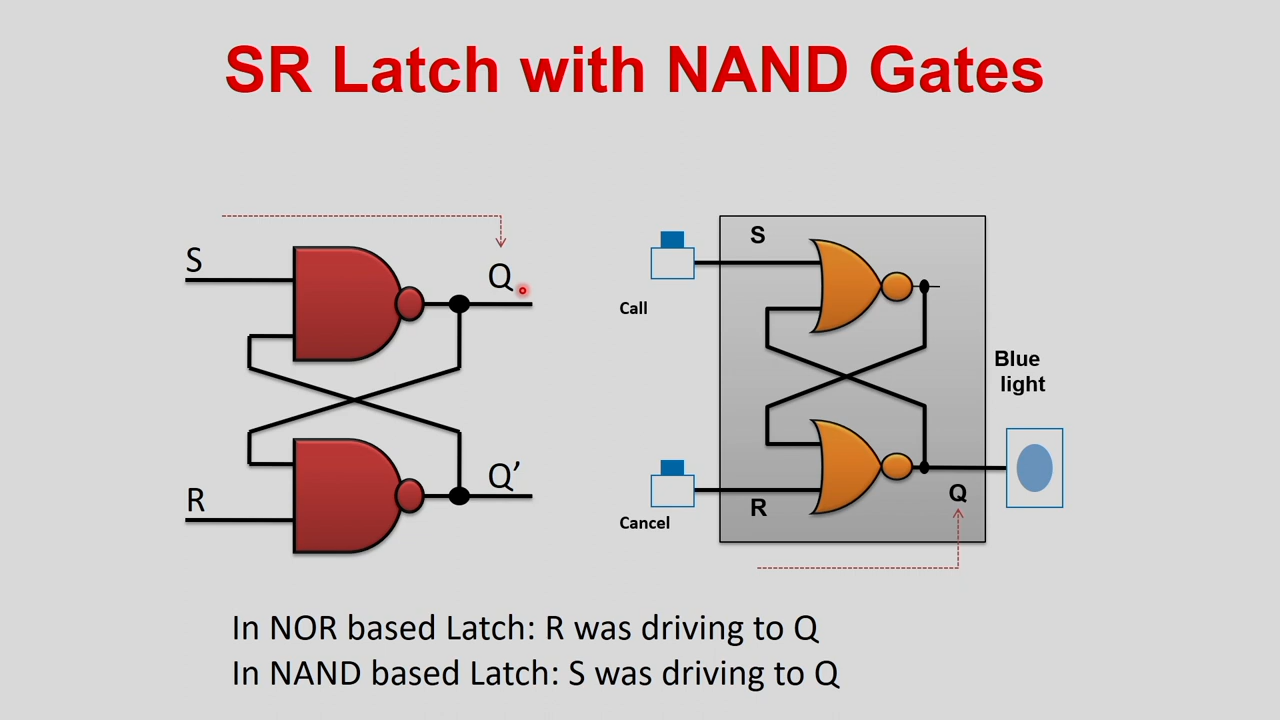 SR Latch with NAND Gates
S
Q
R
Q’
S
Call
Blue
light
Cancel
R
Q
In NOR based Latch: R was driving to Q
In NAND based Latch: S was driving to Q